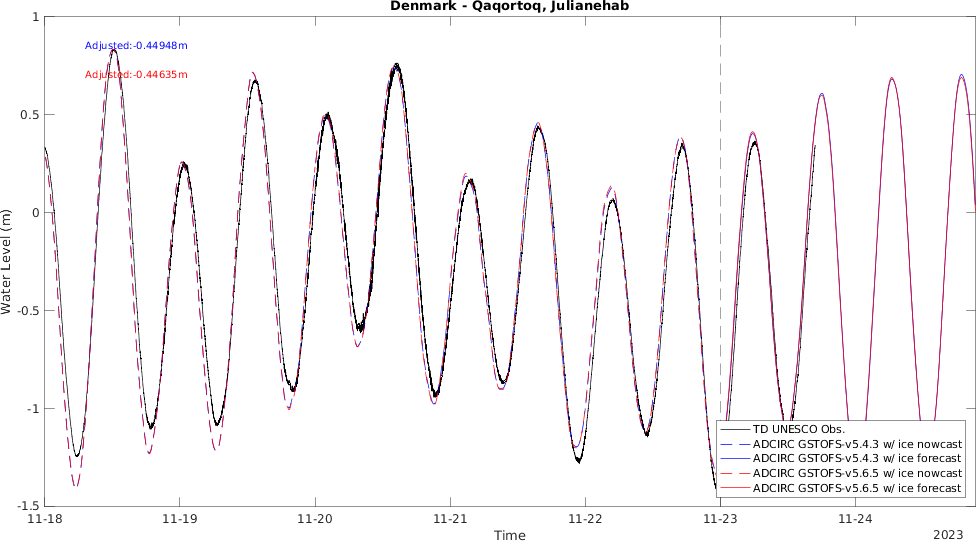 Denmark - Qaqortoq, Julianehab
Adjusted:-0.44948m
Adjusted:-0.44635m
1
0.5
0
-0.5
-1
-1.5
Water Level (m)
11-18
11-19
11-20
11-21
11-22
11-23
11-24
Time
2023
TD UNESCO Obs.
ADCIRC GSTOFS-v5.4.3 w/ ice nowcast
ADCIRC GSTOFS-v5.4.3 w/ ice forecast
ADCIRC GSTOFS-v5.6.5 w/ ice nowcast
ADCIRC GSTOFS-v5.6.5 w/ ice forecast